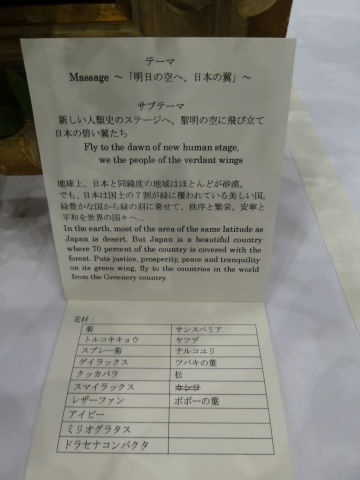 テーマ
Massage ～「明日の空へ、日本の翼」～
サブテーマ
新しい人類史のステージへ、黎明の空に飛び立て
日本の碧い翼たち
Fly to the dawn of new human stage,
we the people of the verdant wings
地球上、日本と同緯度の地域はほとんどが砂漠。
でも、日本は国土の7割が緑に覆われている美しい国。
緑豊かな国から緑の羽に乗せて、秩序と繁栄、安寧と
平和を世界の国々へ…
In the earth, most of the area of the same latitude as
Japan is desert. But Japan is a beautiful country
where 70 percent of the country is covered with the
forest. Puts justice, prosperity, peace and tranquility
on its green wing, fly to the countries in the world
from the Greenery country.
花材：
菊 サンスベリア
トルコキキョウ ヤツデ
スプレー菊 ナルコユリ
ゲイラックス ツバキの葉
クッカバラ 松
スマイラックス
レザーファン ポポーの葉
アイビー
ミリオグラタス
ドラセナコンパクタ